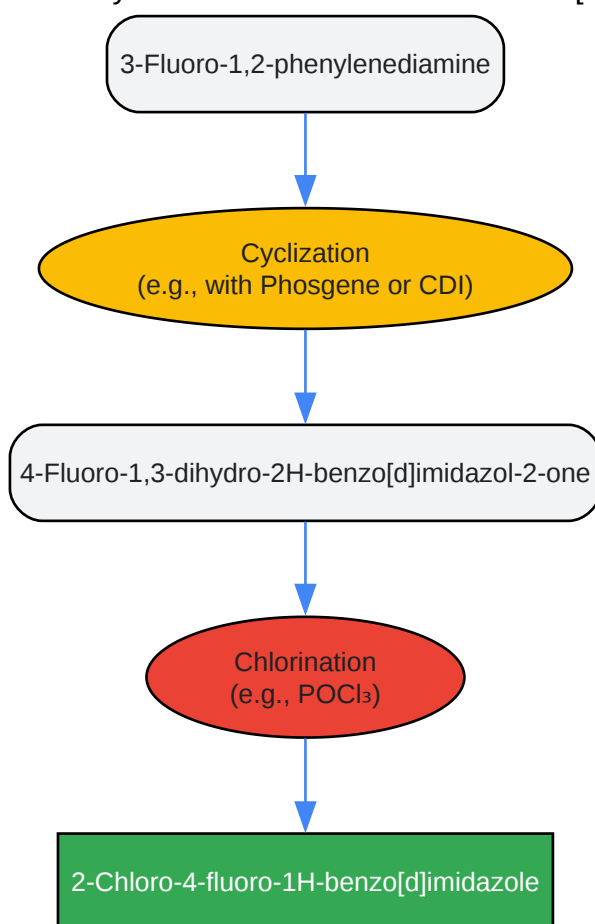 3-Fluoro-1,2-phenylenediamine
Cyclization
(e.g., with Phosgene or CDI)
4-Fluoro-1,3-dihydro-2H-benzo[d]imidazol-2-one
Chlorination
(e.g., POCl₃)
2-Chloro-4-fluoro-1H-benzo[d]imidazole